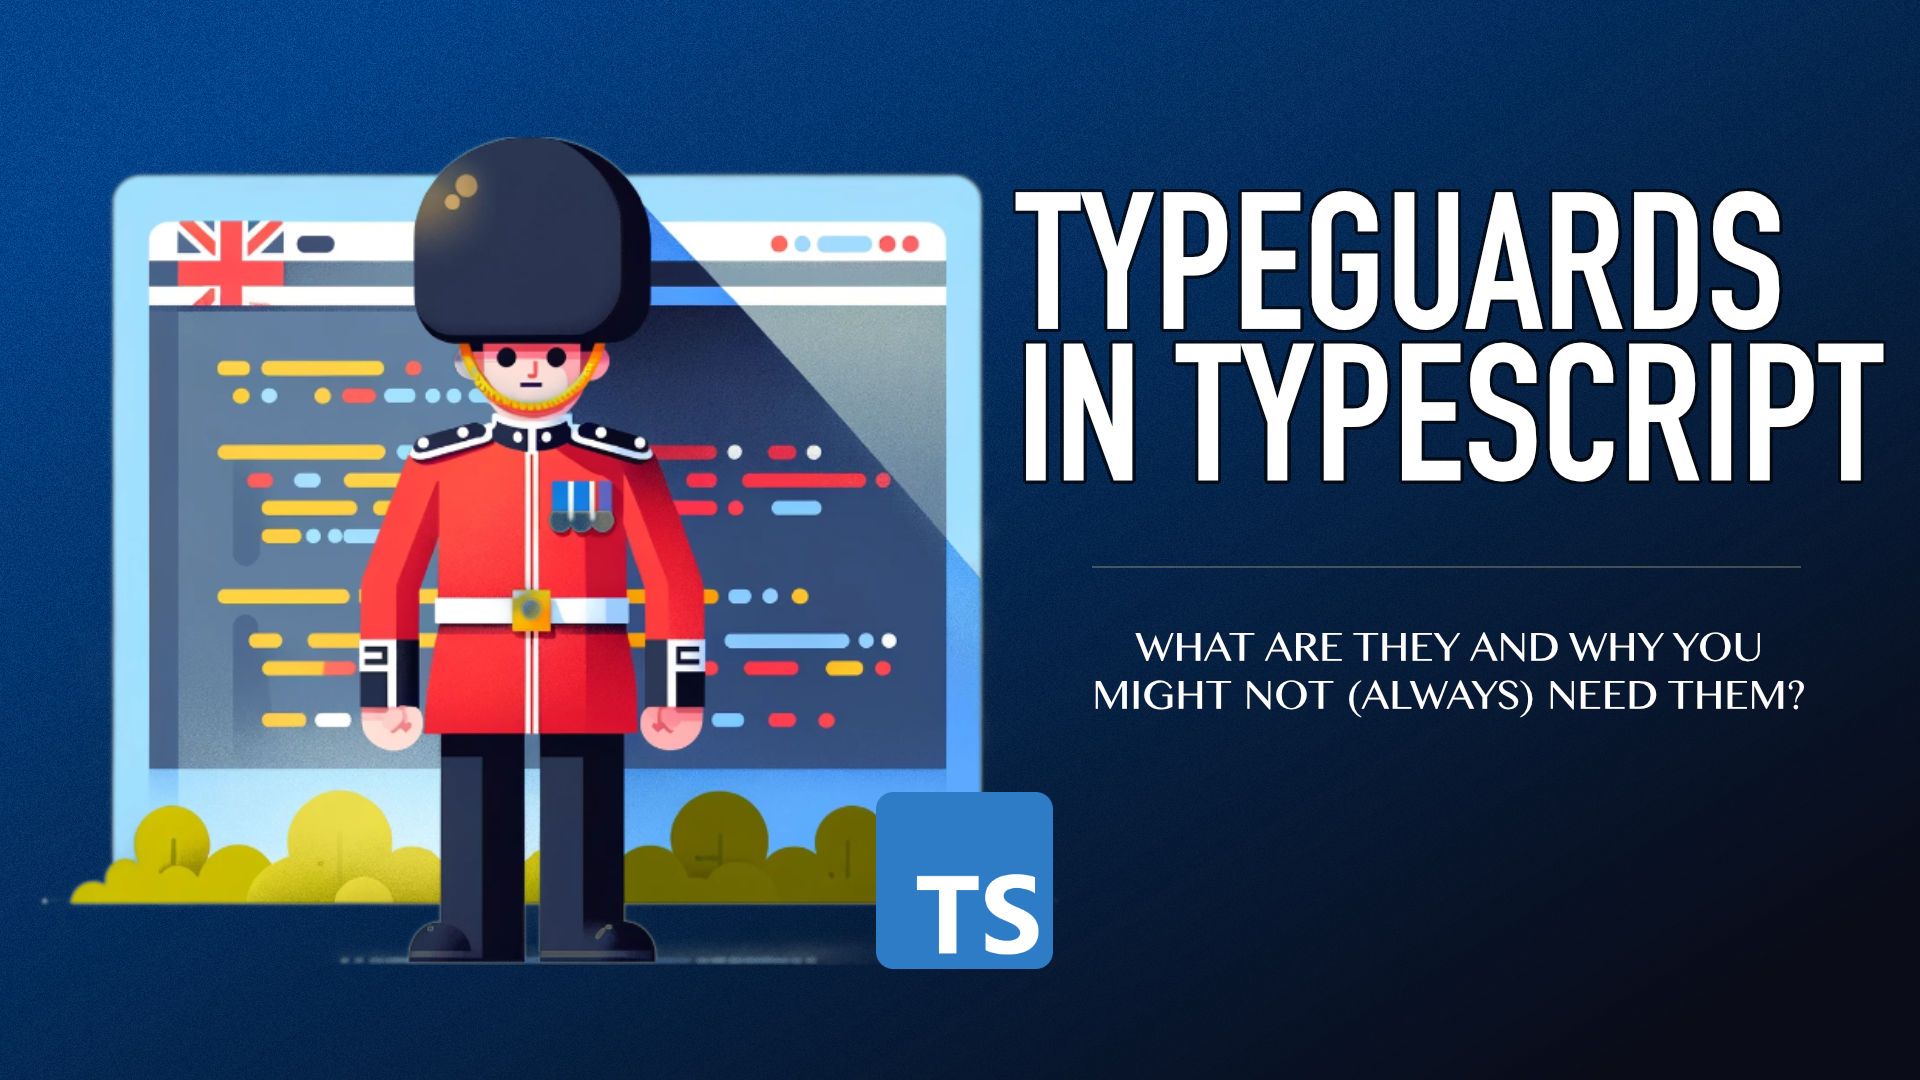 TYPEGUARDS
IN TYPESCRIPT
WHAT ARE THEY AND WHY YOU
MIGHT NOT (ALWAYS) NEED THEM?
TS